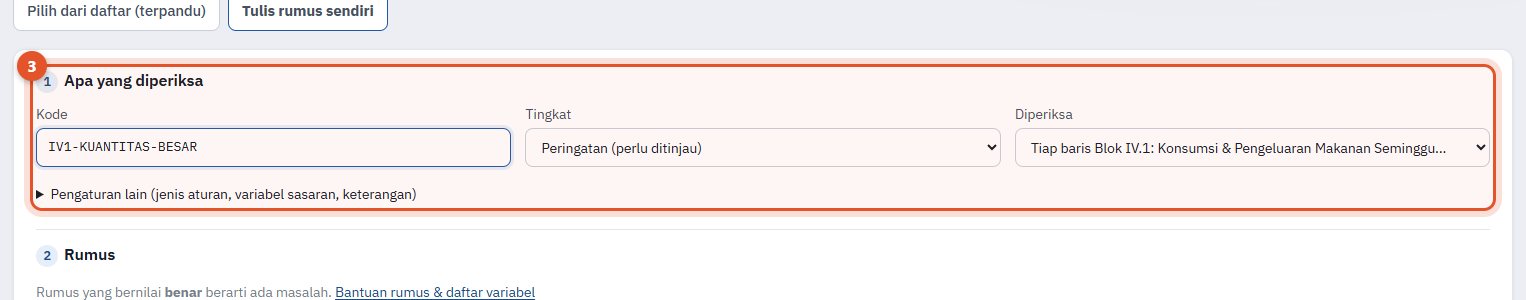 Pilih dari daftar (terpandu) Tulis rumus sendiri
3
1 Apa yang diperiksa
Kode Tingkat Diperiksa
IV1-KUANTITAS-BESAR Peringatan (perlu ditinjau) Tiap baris Blok IV.1: Konsumsi & Pengeluaran Makanan Seminggu...
Pengaturan lain (jenis aturan, variabel sasaran, keterangan)
2 Rumus
Rumus yang bernilai benar berarti ada masalah. Bantuan rumus & daftar variabel